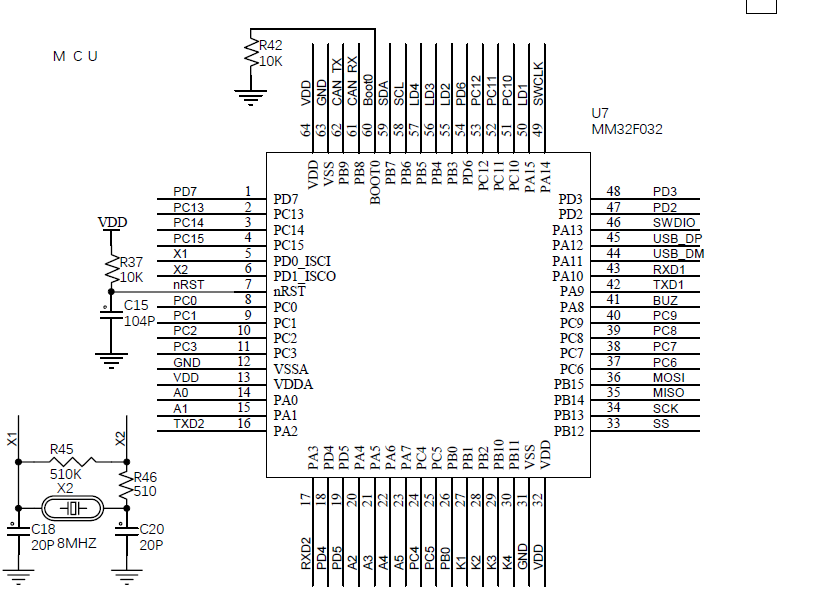 M C U
R42
10K
U7
MM32F032
VDD
GND
CAN_TX
CAN_RX
Boot0
SDA
SCL
LD4
LD3
LD2
PD6
PC12
PC11
PC10
LD1
SWCLK
64
63
62
61
60
59
58
57
56
55
54
53
52
51
50
49
VDD
VSS
PB9
PB8
BOOT0
PB7
PB6
PB5
PB4
PB3
PD6
PC12
PC11
PC10
PA15
PA14
PD7 1 PD7
PC13 2 PC13
PC14 3 PC14
PC15 4 PC15
X1 5 PD0_ISCI
X2 6 PD1_ISCO
nRST 7 nRST
PC0 8 PC0
PC1 9 PC1
PC2 10 PC2
PC3 11 PC3
GND 12 VSSA
VDD 13 VDDA
A0 14 PA0
A1 15 PA1
TXD2 16 PA2
PD3 48 PD3
PD2 47 PD2
PA13 46 SWDIO
PA12 45 USB_DP
PA11 44 USB_DM
PA10 43 RXD1
PA9 42 TXD1
PA8 41 BUZ
PC9 40 PC9
PC8 39 PC8
PC7 38 PC7
PC6 37 PC6
PB15 36 MOSI
PB14 35 MISO
PB13 34 SCK
PB12 33 SS
VDD
R37
10K
C15
104P
PA3
PD4
PD5
PA4
PA5
PA6
PA7
PC4
PC5
PB0
PB1
PB2
PB10
PB11
VSS
VDD
17
18
19
20
21
22
23
24
25
26
27
28
29
30
31
32
RXD2
PD4
PD5
A2
A3
A4
A5
PC4
PC5
PB0
K1
K2
K3
K4
GND
VDD
X1
X2
R45
510K
X2
R46
510
C18
20P
8MHZ
C20
20P